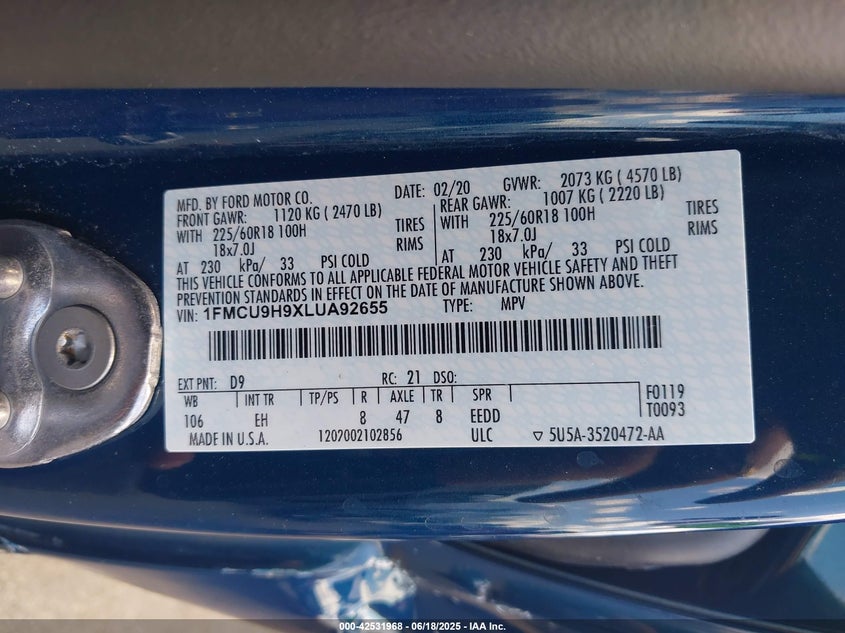 MFD. BY FORD MOTOR CO. DATE: 02/20 GVWR: 2073 KG ( 4570 LB)
FRONT GAWR: 1120 KG ( 2470 LB) REAR GAWR: 1007 KG ( 2220 LB)
WITH 225/60R18 100H TIRES WITH 225/60R18 100H TIRES
18x7.0J RIMS 18x7.0J RIMS
AT 230 kPa/ 33 PSI COLD AT 230 kPa/ 33 PSI COLD
THIS VEHICLE CONFORMS TO ALL APPLICABLE FEDERAL MOTOR VEHICLE SAFETY AND THEFT
PREVENTION STANDARDS IN EFFECT ON THE DATE OF MANUFACTURE SHOWN ABOVE.
VIN: 1FMCU9H9XLUA92655 TYPE: MPV
EXT PNT: D9 RC: 21 DSO:
WB INT TR TP/PS R AXLE TR SPR F0119
106 EH 8 47 8 EEDD T0093
MADE IN U.S.A. 1207002102856 ULC ▽ 5U5A-3520472-AA
000-42531968 - 06/18/2025 - IAA Inc.